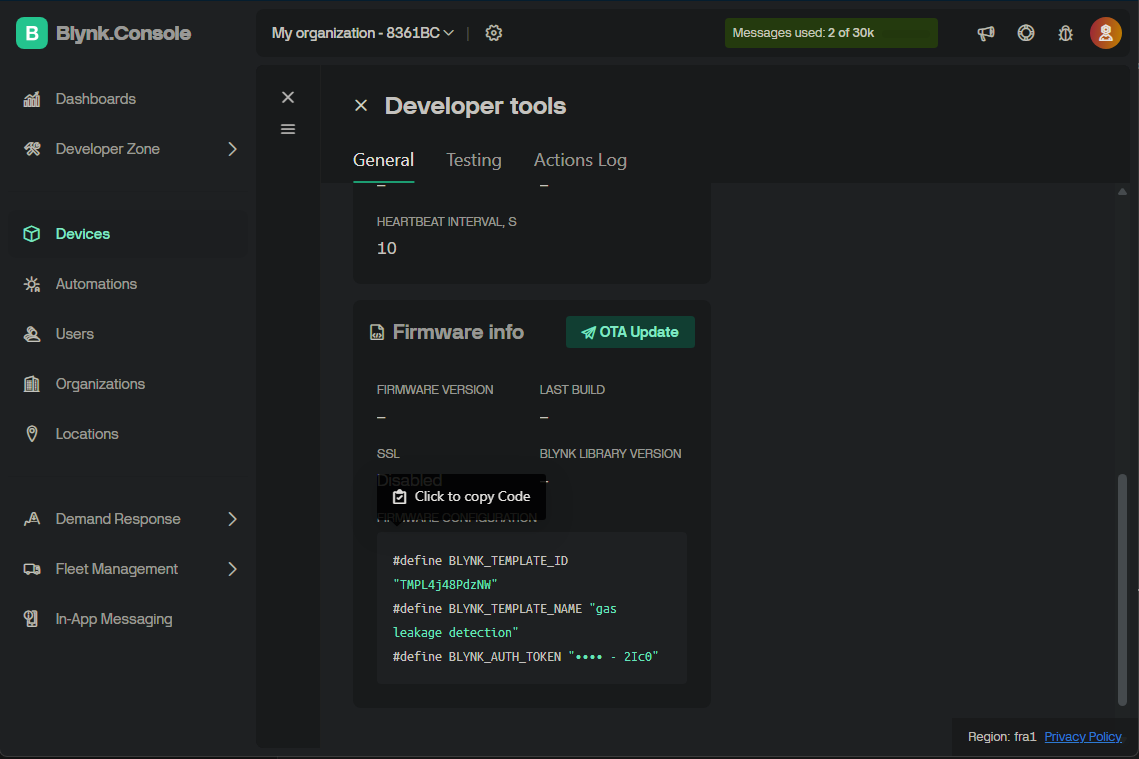 B Blynk.Console
My organization - 8361BC
Messages used: 2 of 30k
Dashboards
Developer Zone
Devices
Automations
Users
Organizations
Locations
Demand Response
Fleet Management
In-App Messaging
Developer tools
General Testing Actions Log
– –
HEARTBEAT INTERVAL, S
10
Firmware info OTA Update
FIRMWARE VERSION LAST BUILD
– –
SSL BLYNK LIBRARY VERSION
Disabled –
Click to copy Code
FIRMWARE CONFIGURATION
#define BLYNK_TEMPLATE_ID
"TMPL4j48PdzNW"
#define BLYNK_TEMPLATE_NAME "gas
leakage detection"
#define BLYNK_AUTH_TOKEN "•••• - 2Ic0"
Region: fra1 Privacy Policy